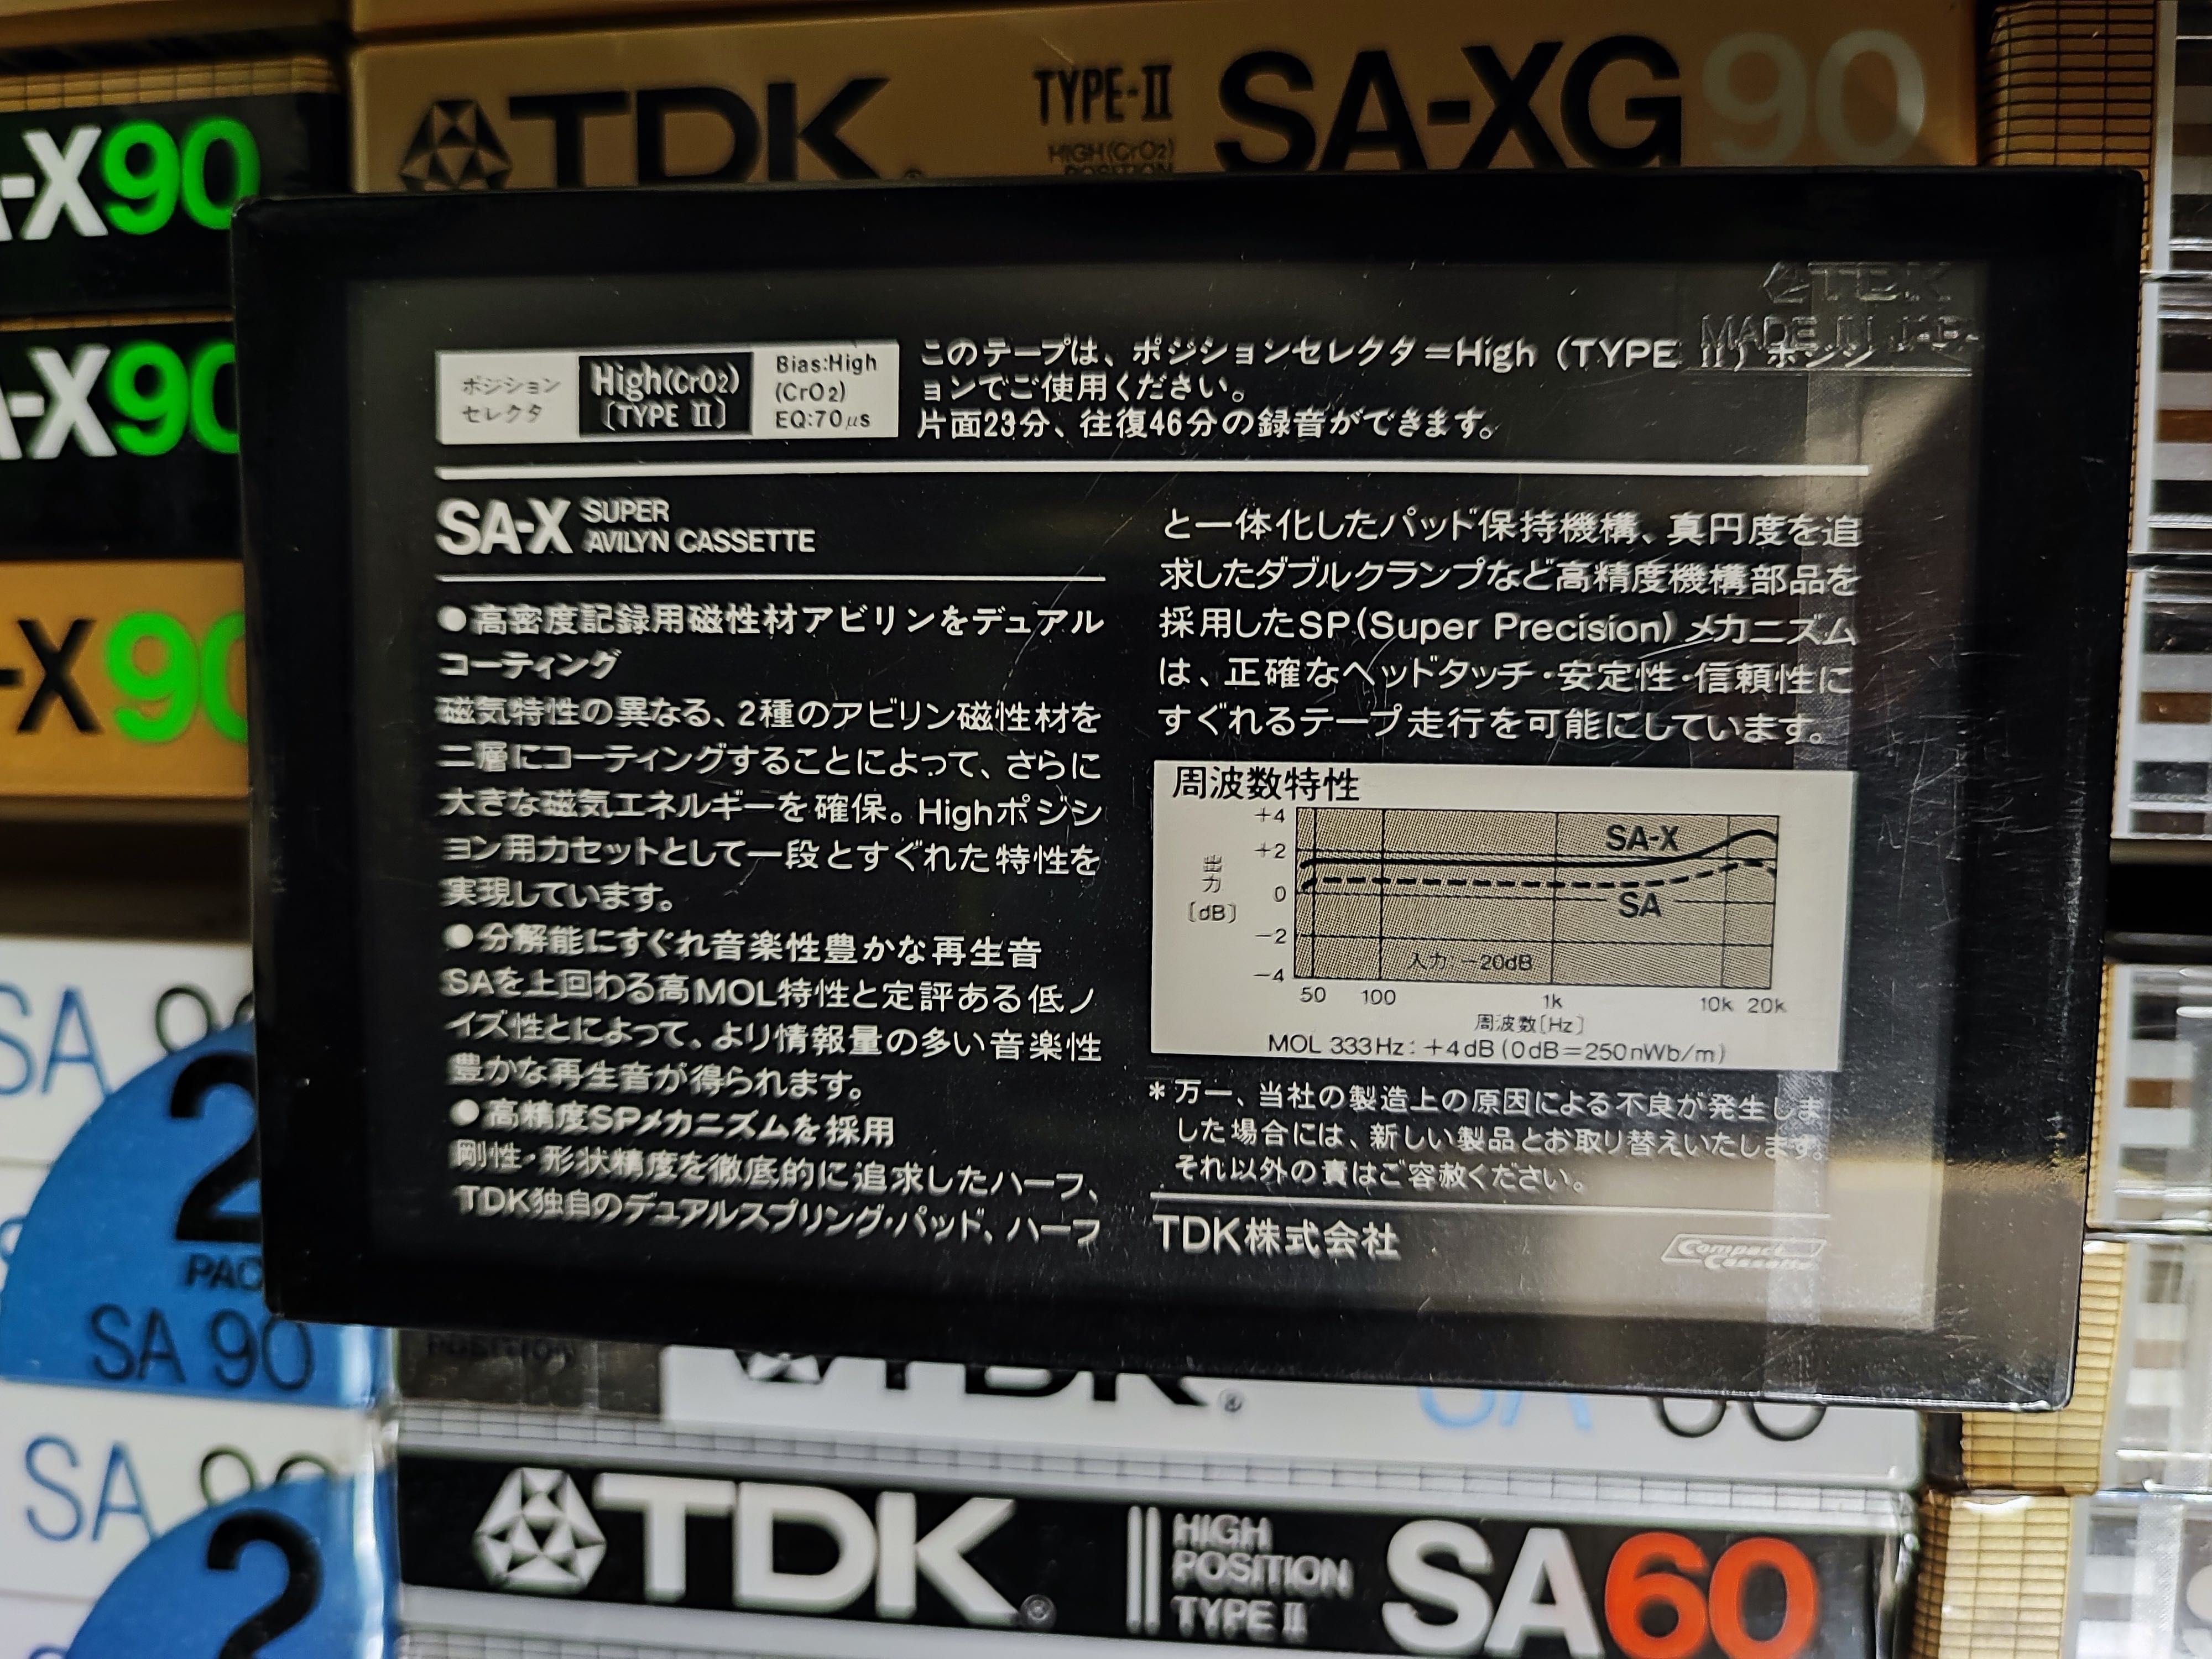 TDK
TYPE-II
HIGH (CrO2)
POSITION
SA-XG 90
-X90
-X90
-X90
TDK
MADE IN
ポジション
セレクタ
High(CrO2)
〔TYPE II〕
Bias:High
(CrO2)
EQ:70μs
このテープは、ポジションセレクタ=High (TYPE II) ポジシ
ョンでご使用ください。
片面23分、往復46分の録音ができます。
SA-X SUPER
AVILYN CASSETTE
●高密度記録用磁性材アビリンをデュアル
コーティング
磁気特性の異なる、2種のアビリン磁性材を
二層にコーティングすることによって、さらに
大きな磁気エネルギーを確保。Highポジシ
ョン用カセットとして一段とすぐれた特性を
実現しています。
●分解能にすぐれ音楽性豊かな再生音
SAを上回わる高MOL特性と定評ある低ノ
イズ性とによって、より情報量の多い音楽性
豊かな再生音が得られます。
●高精度SPメカニズムを採用
剛性・形状精度を徹底的に追求したハーフ、
TDK独自のデュアルスプリング・パッド、ハーフ
と一体化したパッド保持機構、真円度を追
求したダブルクランプなど高精度機構部品を
採用したSP(Super Precision)メカニズム
は、正確なヘッドタッチ・安定性・信頼性に
すぐれるテープ走行を可能にしています。
周波数特性
+4
+2
0
-2
-4
出力
〔dB〕
SA-X
SA
入力 -20dB
50 100 1k 10k 20k
周波数〔Hz〕
MOL 333Hz: +4dB (0dB=250nWb/m)
*万一、当社の製造上の原因による不良が発生しま
した場合には、新しい製品とお取り替えいたします。
それ以外の責はご容赦ください。
TDK株式会社
Compact
Cassette
SA 90
2
PAC
SA 90
SA 90
2
POSITION
TDK
SA 60
TDK
II HIGH
POSITION
TYPE II
SA60